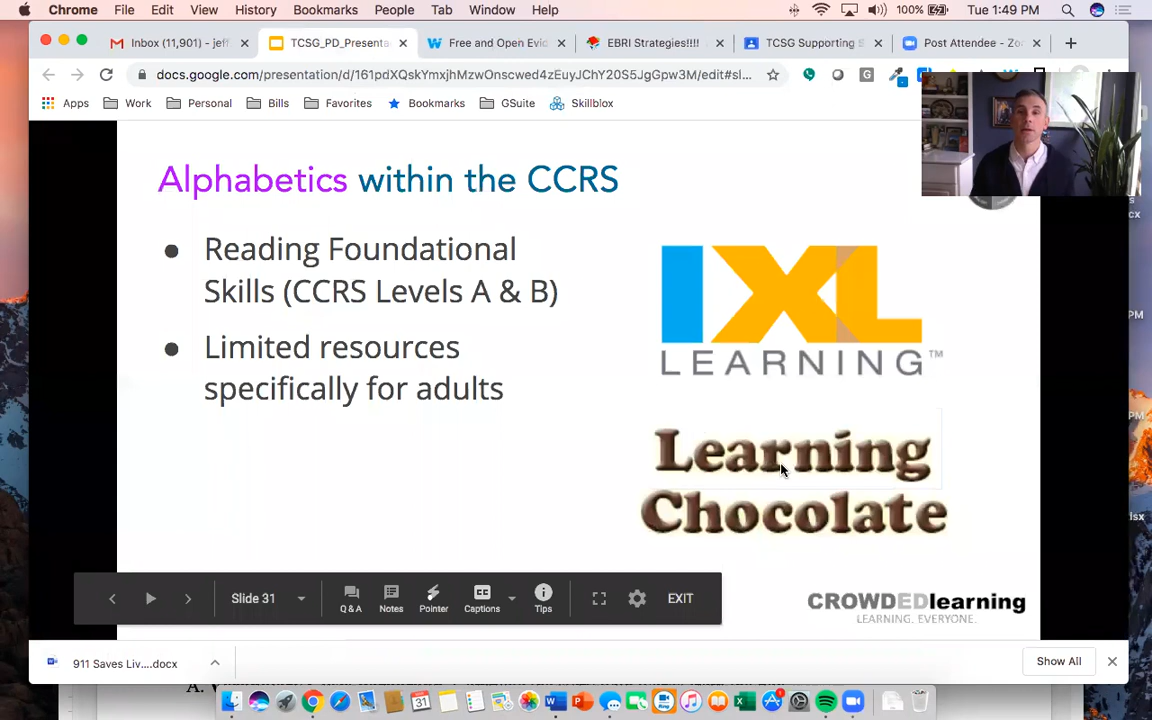 Chrome File Edit View History Bookmarks People Tab Window Help 100% Tue 1:49 PM
Inbox (11,901) - jeff TCSG_PD_Presenta Free and Open Evid EBRI Strategies!!!! TCSG Supporting S Post Attendee - Zo
docs.google.com/presentation/d/161pdXQskYmxjhMzwOnscwed4zEuyJChY20S5JgGpw3M/edit#sl...
Apps Work Personal Bills Favorites Bookmarks GSuite Skillblox
Alphabetics within the CCRS
● Reading Foundational
Skills (CCRS Levels A & B)
● Limited resources
specifically for adults
IXL
LEARNING™
Learning
Chocolate
Slide 31 Q & A Notes Pointer Captions Tips EXIT
CROWDEDlearning
LEARNING. EVERYONE.
911 Saves Liv....docx Show All